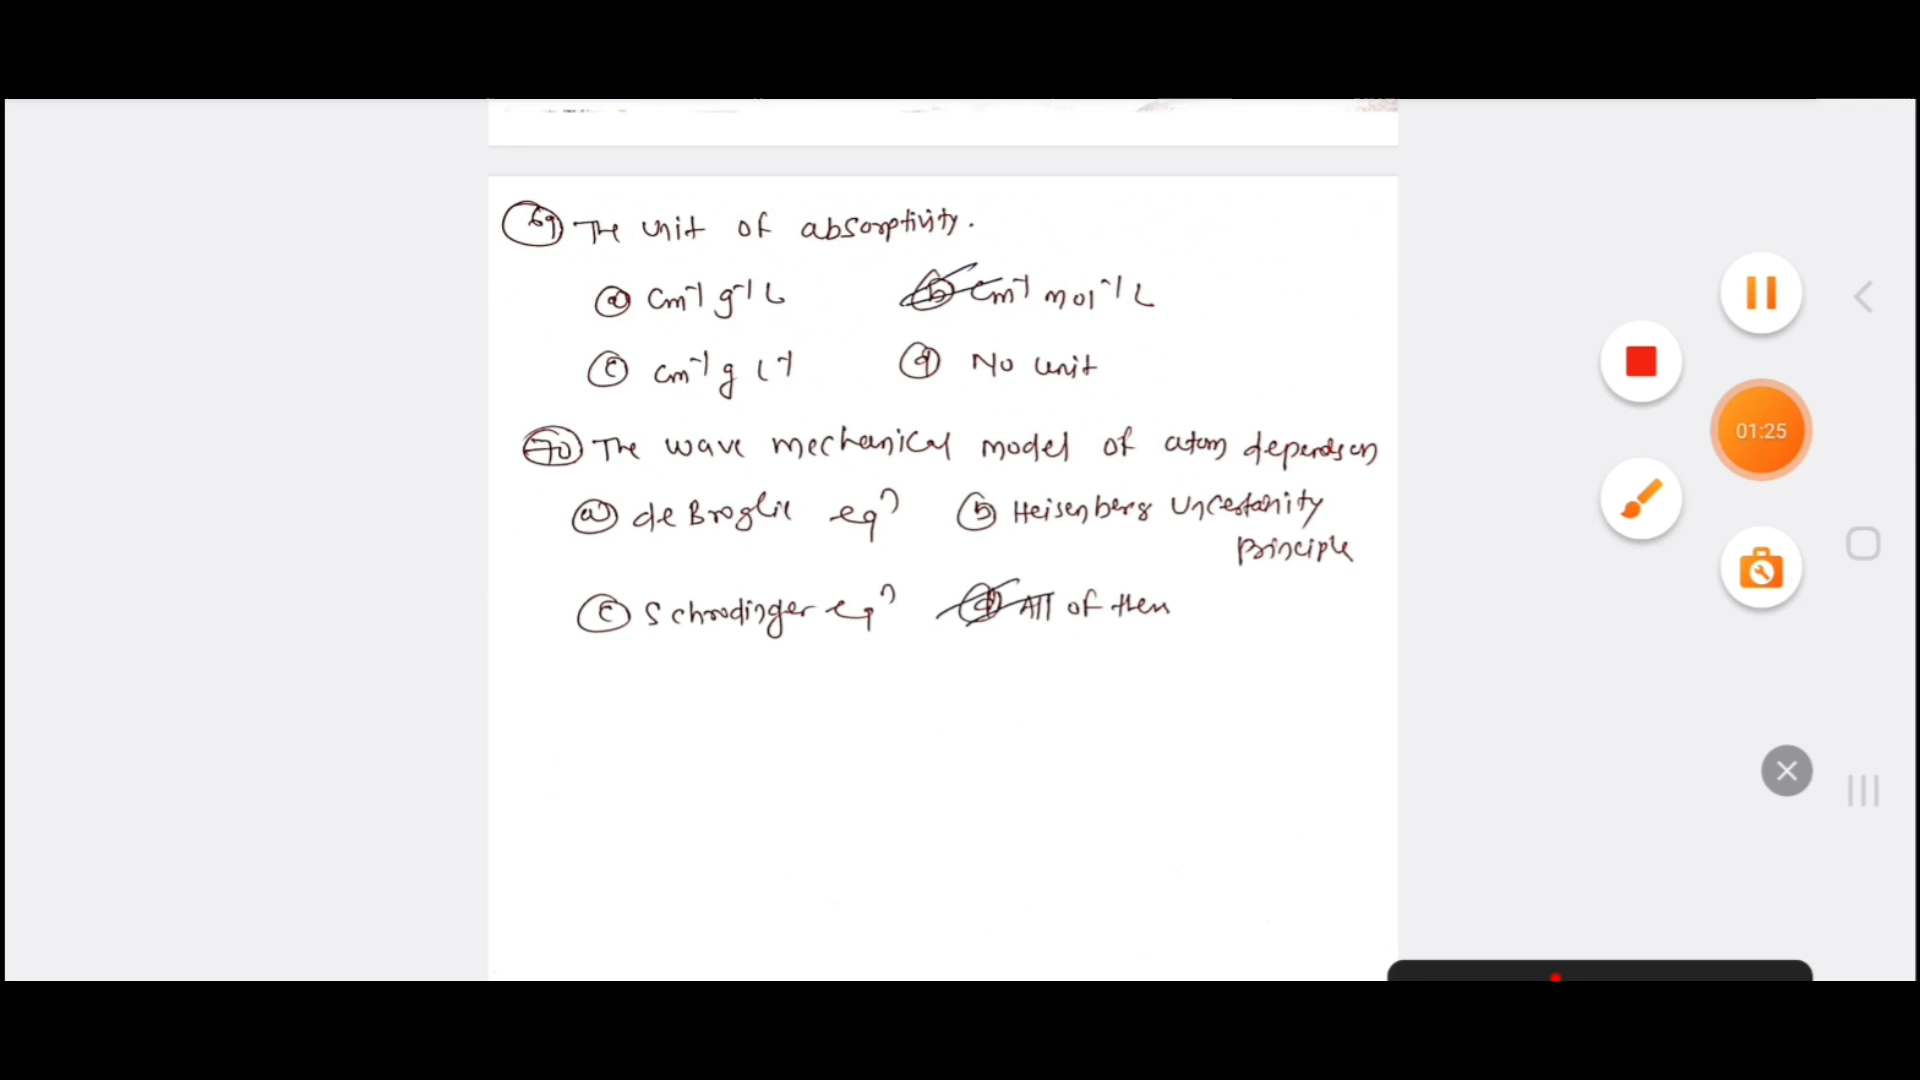 69 The unit of absorptivity.
a cm⁻¹ g⁻¹ L b cm⁻¹ mol⁻¹ L
c cm⁻¹ g L⁻¹ d No unit
70 The wave mechanical model of atom depends on
a de Broglie eqⁿ b Heisenberg Uncertanity
Principle
c Schrodinger eqⁿ d All of them
01:25